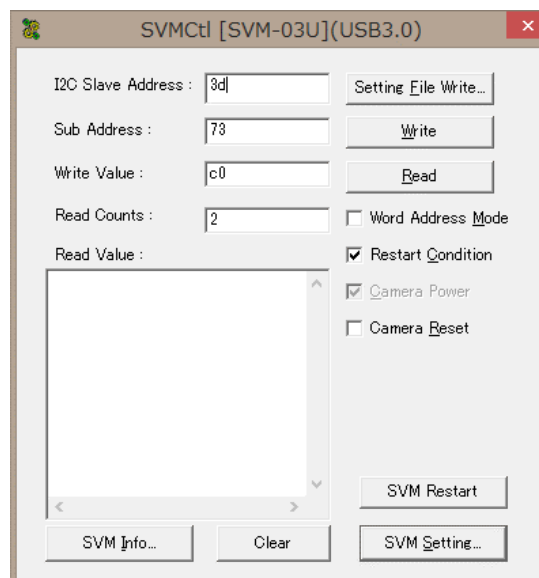 SVMCtl [SVM-03U](USB3.0)
I2C Slave Address : 3d Setting File Write...
Sub Address : 73 Write
Write Value : c0 Read
Read Counts : 2 Word Address Mode
Read Value : Restart Condition
Camera Power
Camera Reset
SVM Restart
SVM Info... Clear SVM Setting...